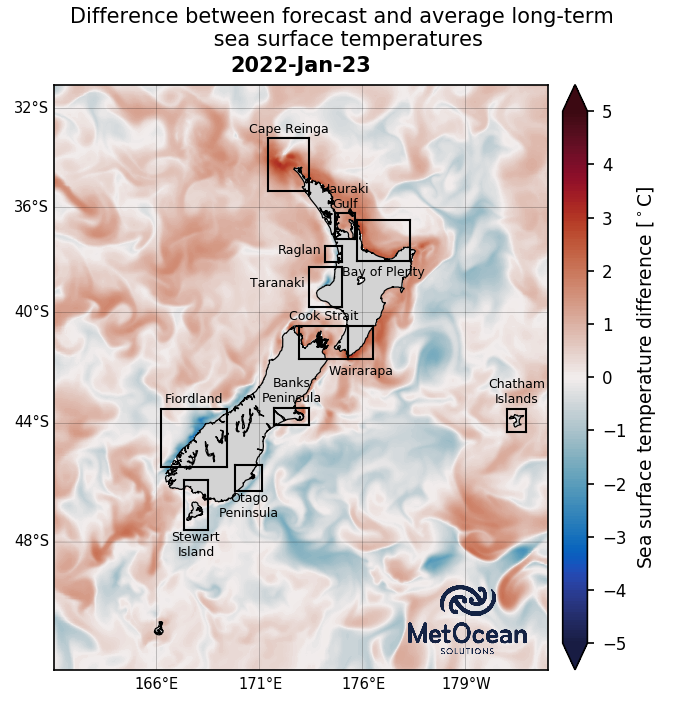 Difference between forecast and average long-term
sea surface temperatures
2022-Jan-23
32°S
36°S
40°S
44°S
48°S
Cape Reinga
Hauraki
Gulf
Raglan
Bay of Plenty
Taranaki
Cook Strait
Wairarapa
Banks
Peninsula
Fiordland
Chatham
Islands
Otago
Peninsula
Stewart
Island
MetOcean
SOLUTIONS
166°E
171°E
176°E
179°W
5
4
3
2
1
0
−1
−2
−3
−4
−5
Sea surface temperature difference [°C]